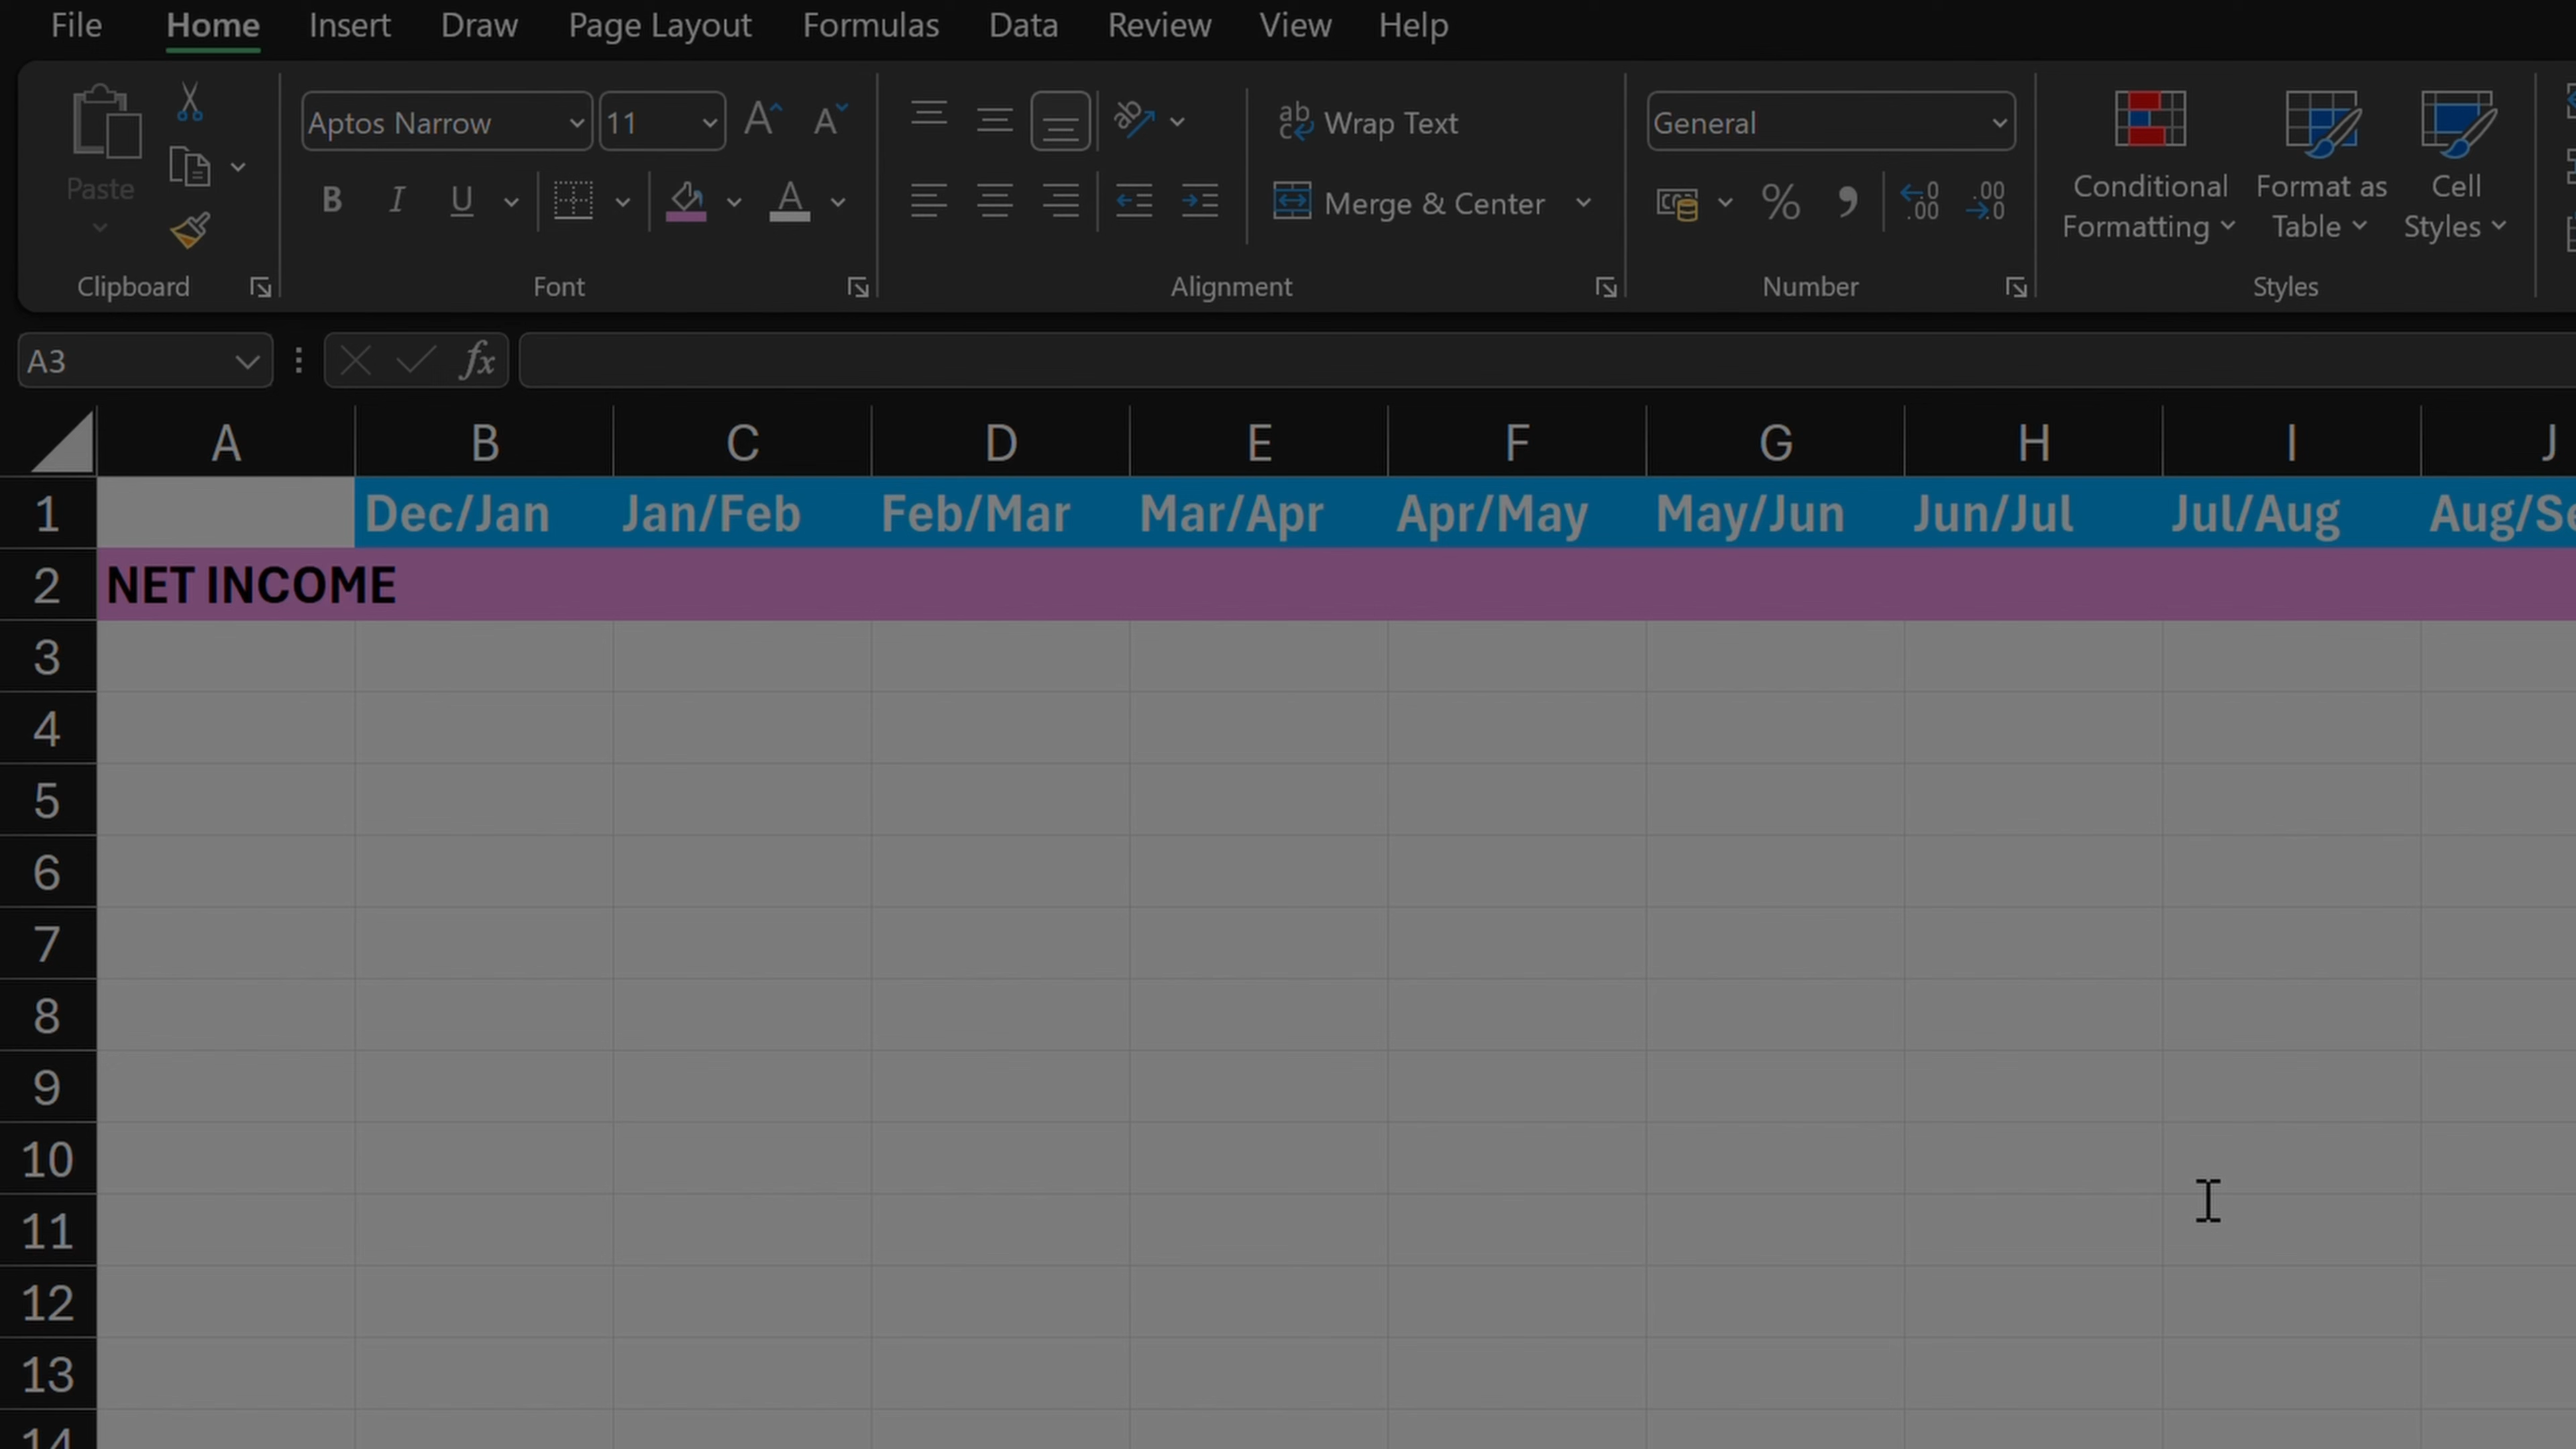 File Home Insert Draw Page Layout Formulas Data Review View Help
Aptos Narrow 11 Wrap Text General
Paste B I U Merge & Center % Conditional Formatting Format as Table Cell Styles
Clipboard Font Alignment Number Styles
A3 fx
A B C D E F G H I J
1 Dec/Jan Jan/Feb Feb/Mar Mar/Apr Apr/May May/Jun Jun/Jul Jul/Aug
2 NET INCOME
3
4
5
6
7
8
9
10
11
12
13
14